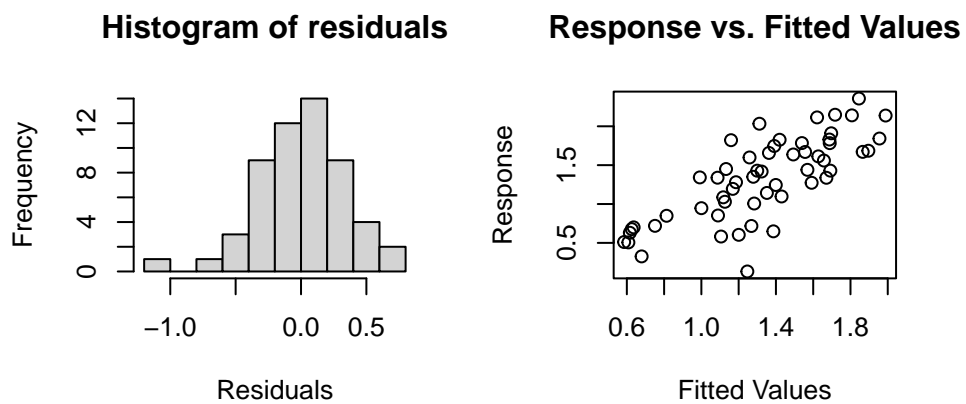 Histogram of residuals
Frequency
12
8
4
0
−1.0
0.0
0.5
Residuals
Response vs. Fitted Values
Response
1.5
0.5
0.6
1.0
1.4
1.8
Fitted Values